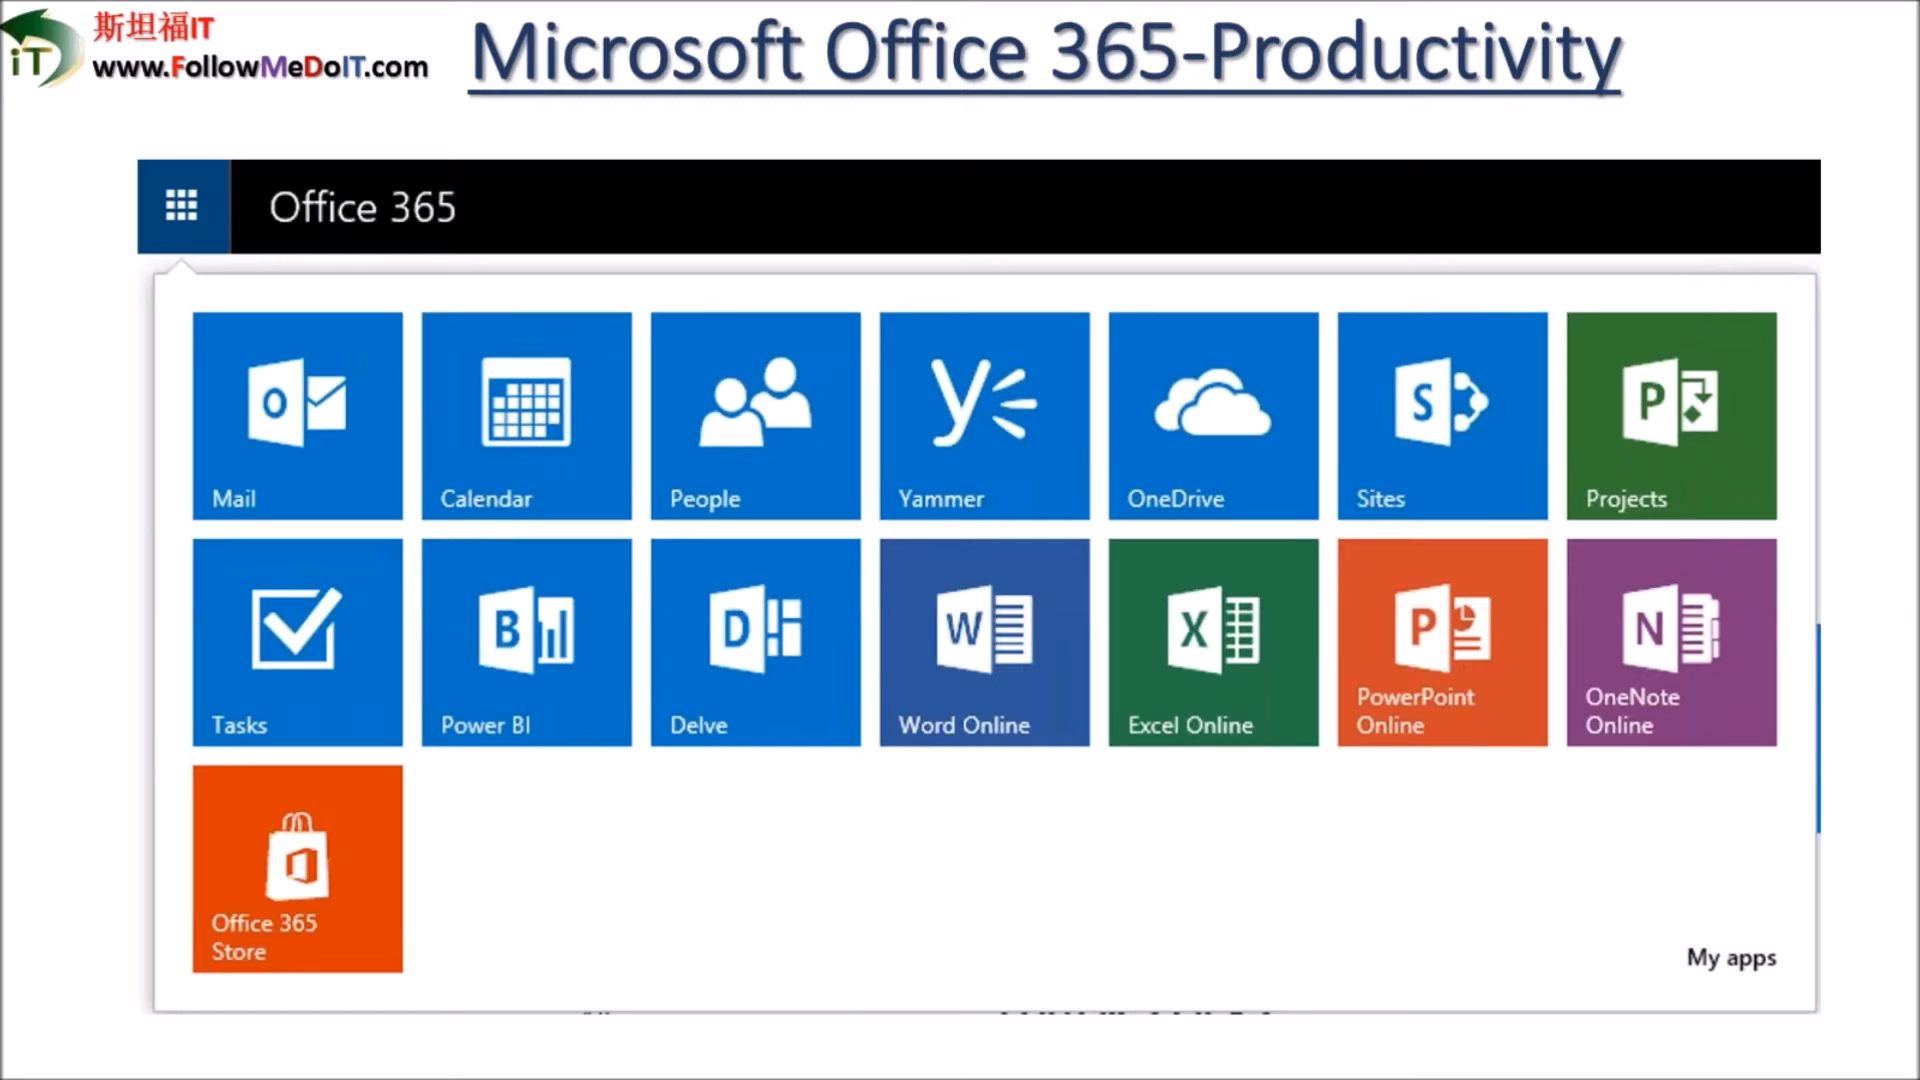 斯坦福IT
www.FollowMeDoIT.com
iT
Microsoft Office 365-Productivity
Office 365
Mail
Calendar
People
Yammer
OneDrive
Sites
Projects
Tasks
Power BI
Delve
Word Online
Excel Online
PowerPoint
Online
OneNote
Online
Office 365
Store
My apps